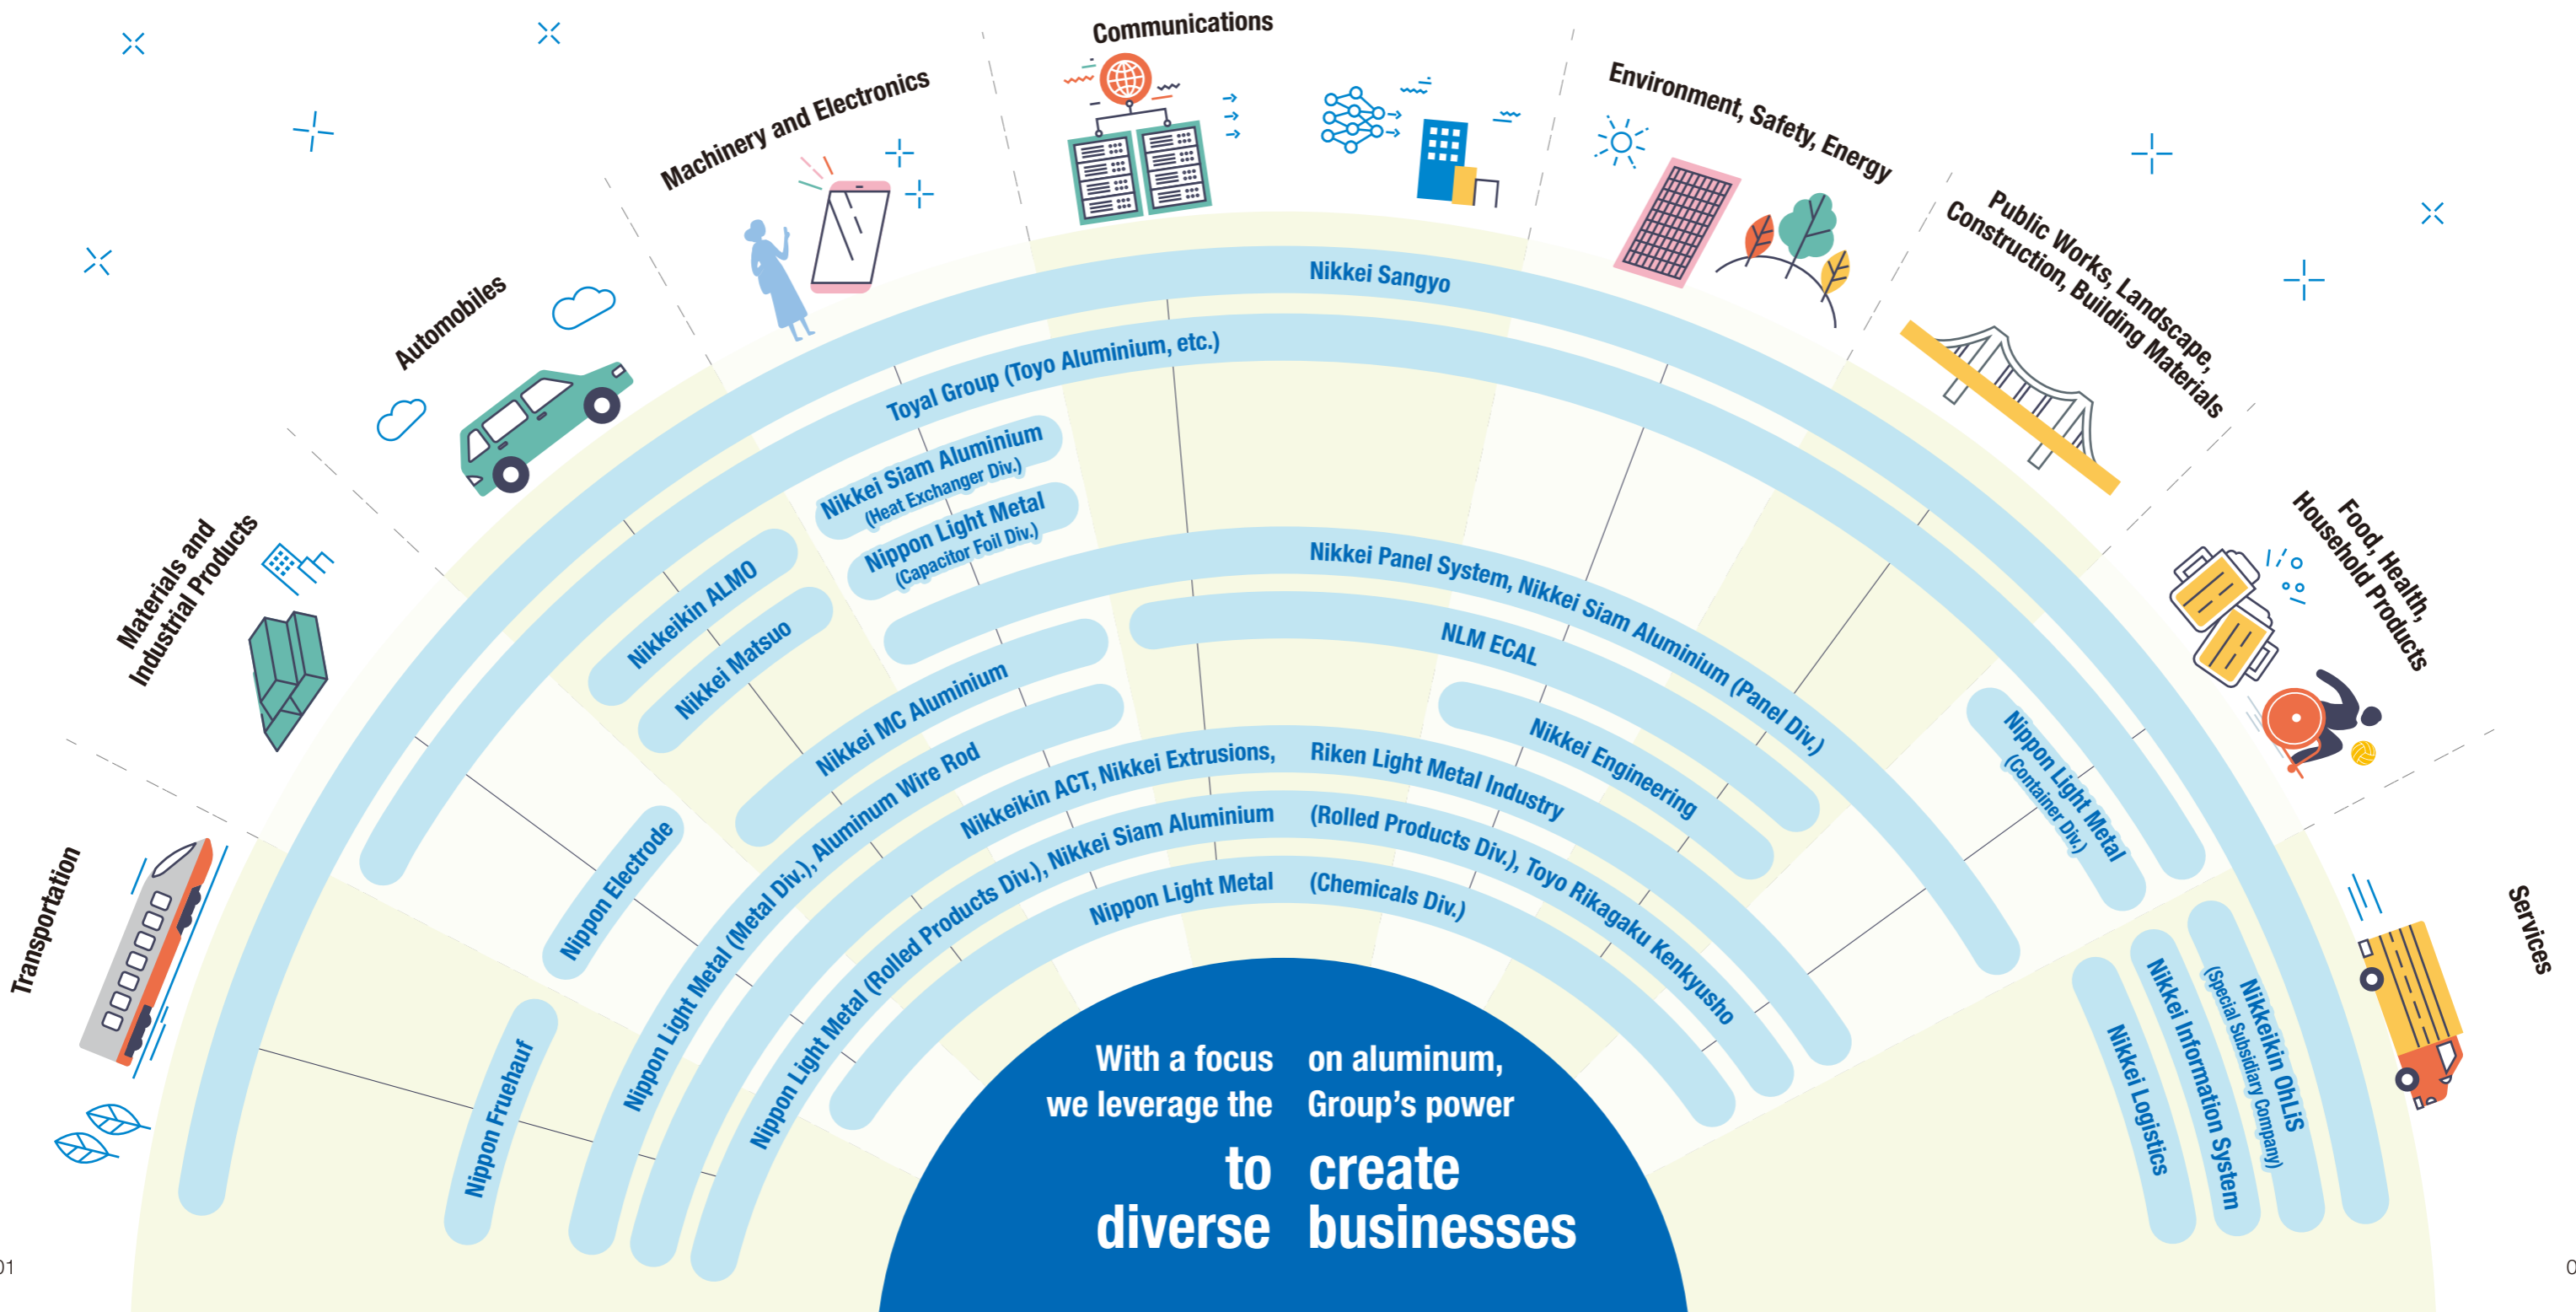 Communications
Machinery and Electronics
Environment, Safety, Energy
Automobiles
Public Works, Landscape,
Construction, Building Materials
Materials and
Industrial Products
Food, Health,
Household Products
Transportation
Services
Nikkei Sangyo
Toyal Group (Toyo Aluminium, etc.)
Nikkei Siam Aluminium
(Heat Exchanger Div.)
Nippon Light Metal
(Capacitor Foil Div.)
Nikkeikin ALMO
Nikkei Matsuo
Nikkei Panel System, Nikkei Siam Aluminium (Panel Div.)
NLM ECAL
Nikkei Engineering
Nikkei MC Aluminium
Nippon Light Metal (Metal Div.), Aluminum Wire Rod
Nikkeikin ACT, Nikkei Extrusions, Riken Light Metal Industry
Nippon Light Metal (Rolled Products Div.), Nikkei Siam Aluminium (Rolled Products Div.), Toyo Rikagaku Kenkyusho
Nippon Light Metal (Chemicals Div.)
Nippon Electrode
Nippon Fruehauf
Nippon Light Metal
(Container Div.)
Nikkei Logistics
Nikkei Information System
Nikkeikin OhLiS
(Special Subsidiary Company)
With a focus on aluminum,
we leverage the Group's power
to create
diverse businesses
01